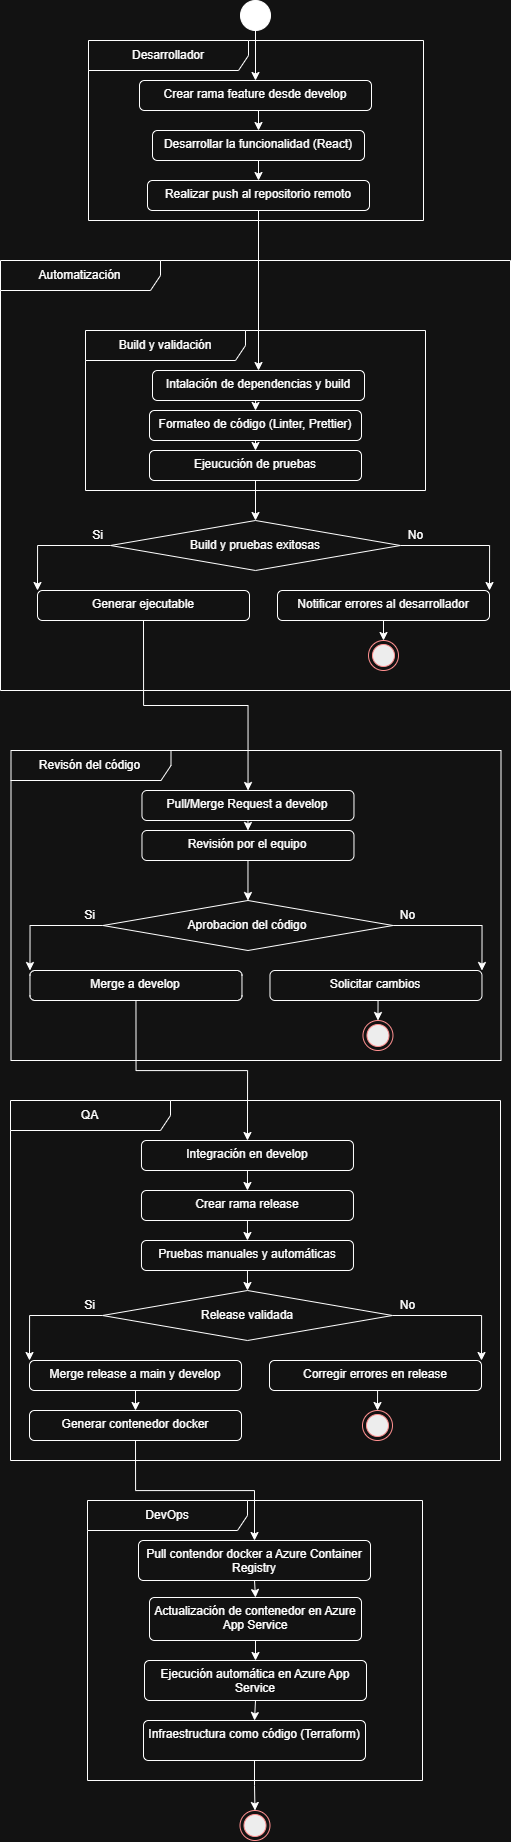 Desarrollador
Crear rama feature desde develop
Desarrollar la funcionalidad (React)
Realizar push al repositorio remoto
Automatización
Build y validación
Intalación de dependencias y build
Formateo de código (Linter, Prettier)
Ejeucución de pruebas
Si
No
Build y pruebas exitosas
Generar ejecutable
Notificar errores al desarrollador
Revisón del código
Pull/Merge Request a develop
Revisión por el equipo
Si
No
Aprobacion del código
Merge a develop
Solicitar cambios
QA
Integración en develop
Crear rama release
Pruebas manuales y automáticas
Si
No
Release validada
Merge release a main y develop
Corregir errores en release
Generar contenedor docker
DevOps
Pull contendor docker a Azure Container
Registry
Actualización de contenedor en Azure
App Service
Ejecución automática en Azure App
Service
Infraestructura como código (Terraform)